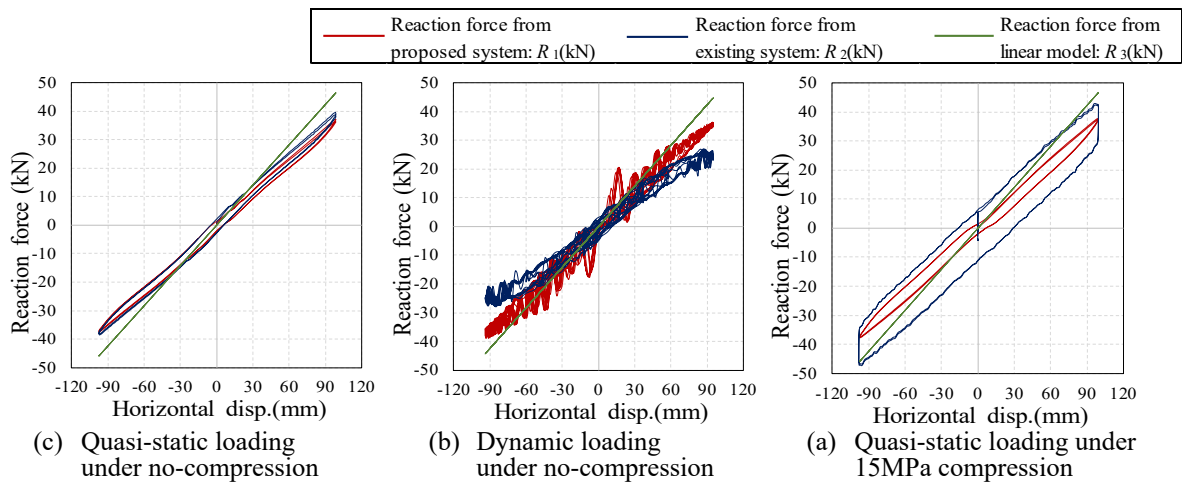 Reaction force from
proposed system: R 1(kN)
Reaction force from
existing system: R 2(kN)
Reaction force from
linear model: R 3(kN)
50
40
30
20
10
0
-10
-20
-30
-40
-50
-120 -90 -60 -30 0 30 60 90 120
Reaction force (kN)
Horizontal disp.(mm)
(c) Quasi-static loading
under no-compression
50
40
30
20
10
0
-10
-20
-30
-40
-50
-120 -90 -60 -30 0 30 60 90 120
Reaction force (kN)
Horizontal disp.(mm)
(b) Dynamic loading
under no-compression
50
40
30
20
10
0
-10
-20
-30
-40
-50
-120 -90 -60 -30 0 30 60 90 120
Reaction force (kN)
Horizontal disp.(mm)
(a) Quasi-static loading under
15MPa compression